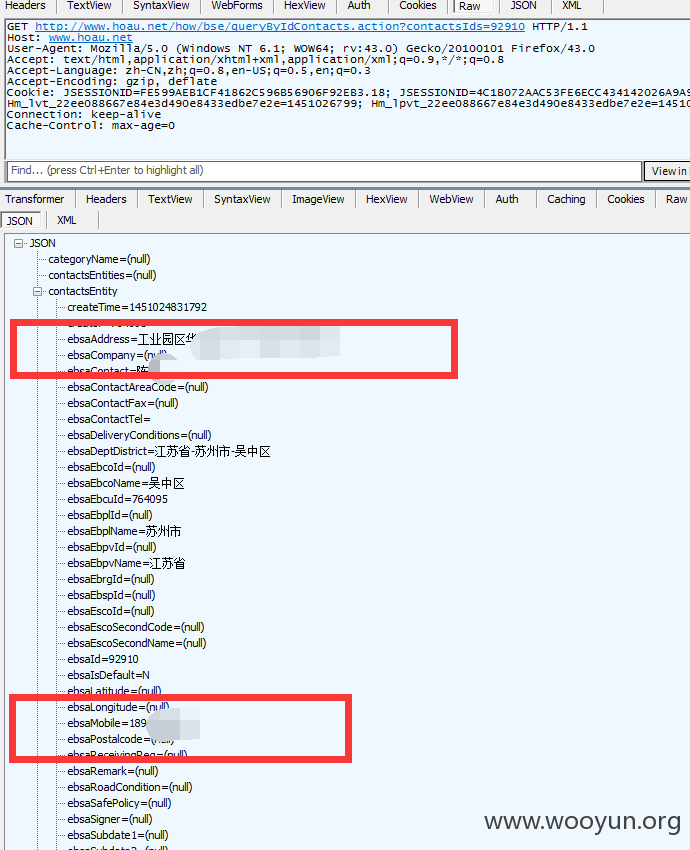 Headers TextView SyntaxView WebForms HexView Auth Cookies Raw JSON XML
GET http://www.hoau.net/how/bse/queryByIdContacts.action?contactsIds=92910 HTTP/1.1
Host: www.hoau.net
User-Agent: Mozilla/5.0 (Windows NT 6.1; WOW64; rv:43.0) Gecko/20100101 Firefox/43.0
Accept: text/html,application/xhtml+xml,application/xml;q=0.9,*/*;q=0.8
Accept-Language: zh-CN,zh;q=0.8,en-US;q=0.5,en;q=0.3
Accept-Encoding: gzip, deflate
Cookie: JSESSIONID=FE599AEB1CF41862C596B56906F92EB3.18; JSESSIONID=4C1B072AAC53FE6ECC434142026A9A
Hm_lvt_22ee088667e84e3d490e8433edbe7e2e=1451026799; Hm_lpvt_22ee088667e84e3d490e8433edbe7e2e=14510
Connection: keep-alive
Cache-Control: max-age=0
Find... (press Ctrl+Enter to highlight all) View in
Transformer Headers TextView SyntaxView ImageView HexView WebView Auth Caching Cookies Raw
JSON XML
JSON
categoryName=(null)
contactsEntities=(null)
contactsEntity
createTime=1451024831792
ebsaAddress=工业园区华
ebsaCompany=(null)
ebsaContact=陈
ebsaContactAreaCode=(null)
ebsaContactFax=(null)
ebsaContactTel=
ebsaDeliveryConditions=(null)
ebsaDeptDistrict=江苏省-苏州市-吴中区
ebsaEbcoId=(null)
ebsaEbcoName=吴中区
ebsaEbcuId=764095
ebsaEbplId=(null)
ebsaEbplName=苏州市
ebsaEbpvId=(null)
ebsaEbpvName=江苏省
ebsaEbrgId=(null)
ebsaEbspId=(null)
ebsaEscoId=(null)
ebsaEscoSecondCode=(null)
ebsaEscoSecondName=(null)
ebsaId=92910
ebsaIsDefault=N
ebsaLatitude=(null)
ebsaLongitude=(null)
ebsaMobile=189
ebsaPostalcode=(null)
ebsaReceivingReq=(null)
ebsaRemark=(null)
ebsaRoadCondition=(null)
ebsaSafePolicy=(null)
ebsaSigner=(null)
ebsaSubdate1=(null)
ebsaSubdate2=(null)
www.wooyun.org